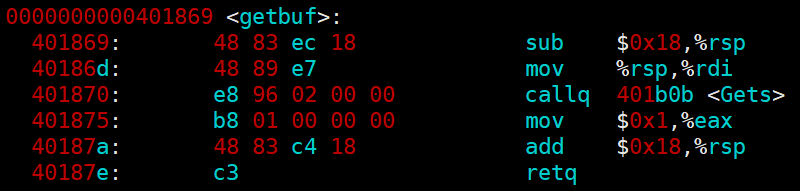 0000000000401869 <getbuf>:
  401869:       48 83 ec 18             sub    $0x18,%rsp
  40186d:       48 89 e7                mov    %rsp,%rdi
  401870:       e8 96 02 00 00          callq  401b0b <Gets>
  401875:       b8 01 00 00 00          mov    $0x1,%eax
  40187a:       48 83 c4 18             add    $0x18,%rsp
  40187e:       c3                      retq